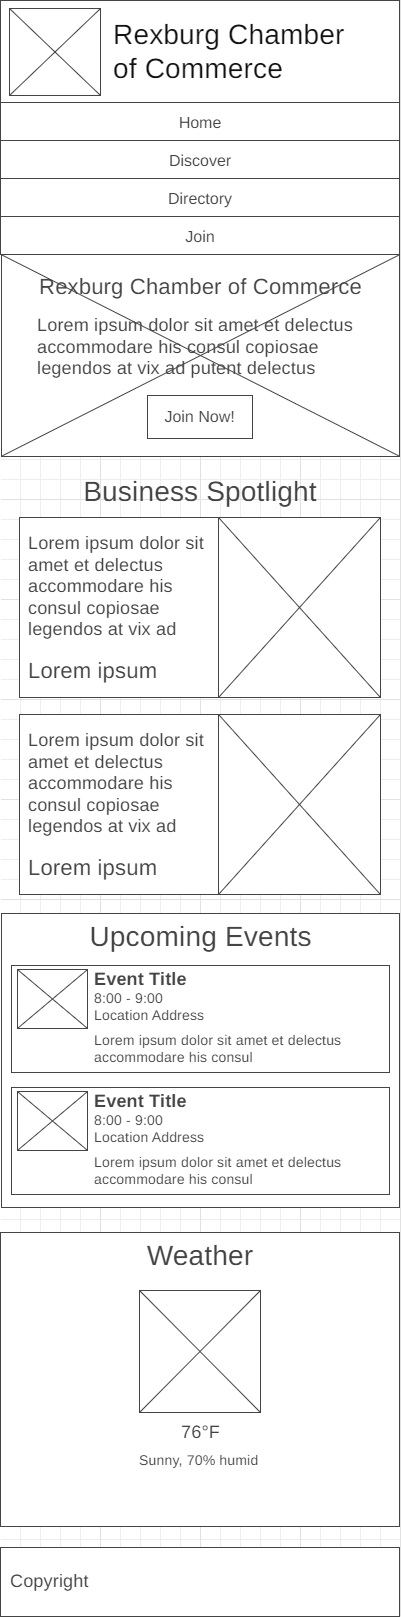 Rexburg Chamber
of Commerce
Home
Discover
Directory
Join
Rexburg Chamber of Commerce
Lorem ipsum dolor sit amet et delectus
accommodare his consul copiosae
legendos at vix ad putent delectus
Join Now!
Business Spotlight
Lorem ipsum dolor sit
amet et delectus
accommodare his
consul copiosae
legendos at vix ad
Lorem ipsum
Lorem ipsum dolor sit
amet et delectus
accommodare his
consul copiosae
legendos at vix ad
Lorem ipsum
Upcoming Events
Event Title
8:00 - 9:00
Location Address
Lorem ipsum dolor sit amet et delectus
accommodare his consul
Event Title
8:00 - 9:00
Location Address
Lorem ipsum dolor sit amet et delectus
accommodare his consul
Weather
76°F
Sunny, 70% humid
Copyright